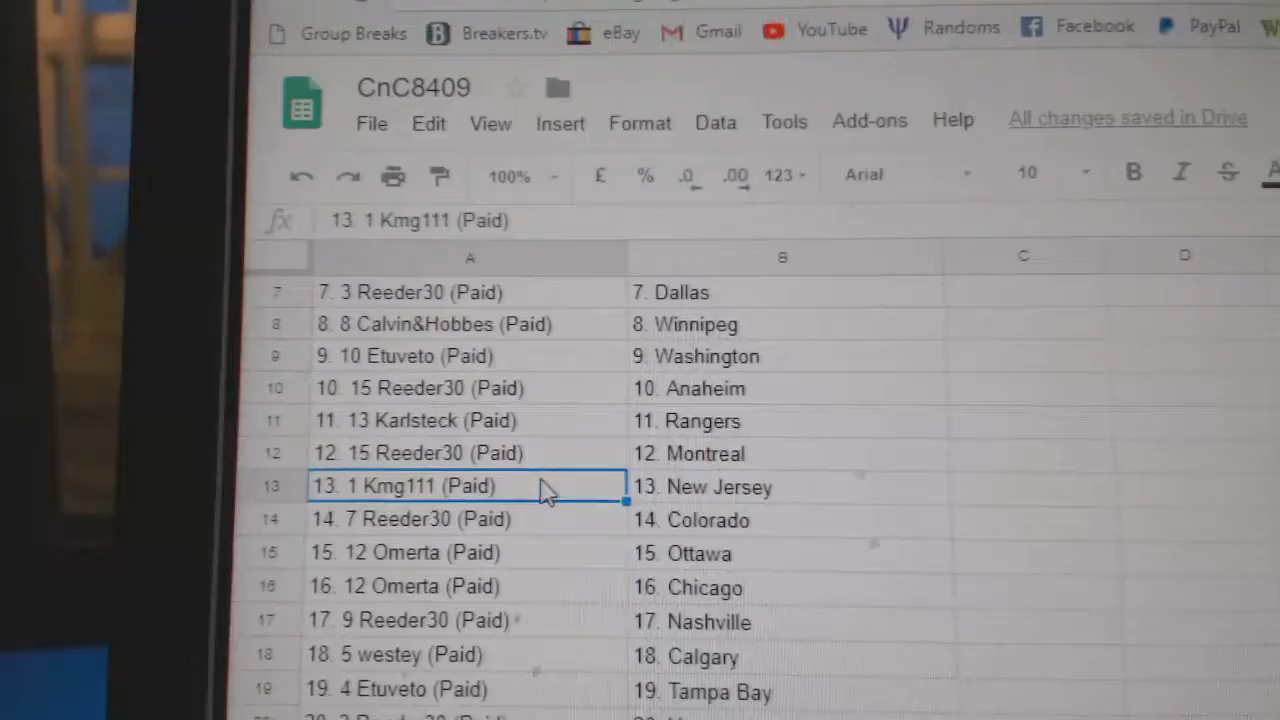 Group Breaks Breakers.tv eBay Gmail YouTube Randoms Facebook PayPal
CnC8409
File Edit View Insert Format Data Tools Add-ons Help All changes saved in Drive
100% £ % .0 .00 123 Arial 10 B I S A
fx 13. 1 Kmg111 (Paid)
A B C D
7 7. 3 Reeder30 (Paid) 7. Dallas
8 8. 8 Calvin&Hobbes (Paid) 8. Winnipeg
9 9. 10 Etuveto (Paid) 9. Washington
10 10. 15 Reeder30 (Paid) 10. Anaheim
11 11. 13 Karlsteck (Paid) 11. Rangers
12 12. 15 Reeder30 (Paid) 12. Montreal
13 13. 1 Kmg111 (Paid) 13. New Jersey
14 14. 7 Reeder30 (Paid) 14. Colorado
15 15. 12 Omerta (Paid) 15. Ottawa
16 16. 12 Omerta (Paid) 16. Chicago
17 17. 9 Reeder30 (Paid) 17. Nashville
18 18. 5 westey (Paid) 18. Calgary
19 19. 4 Etuveto (Paid) 19. Tampa Bay